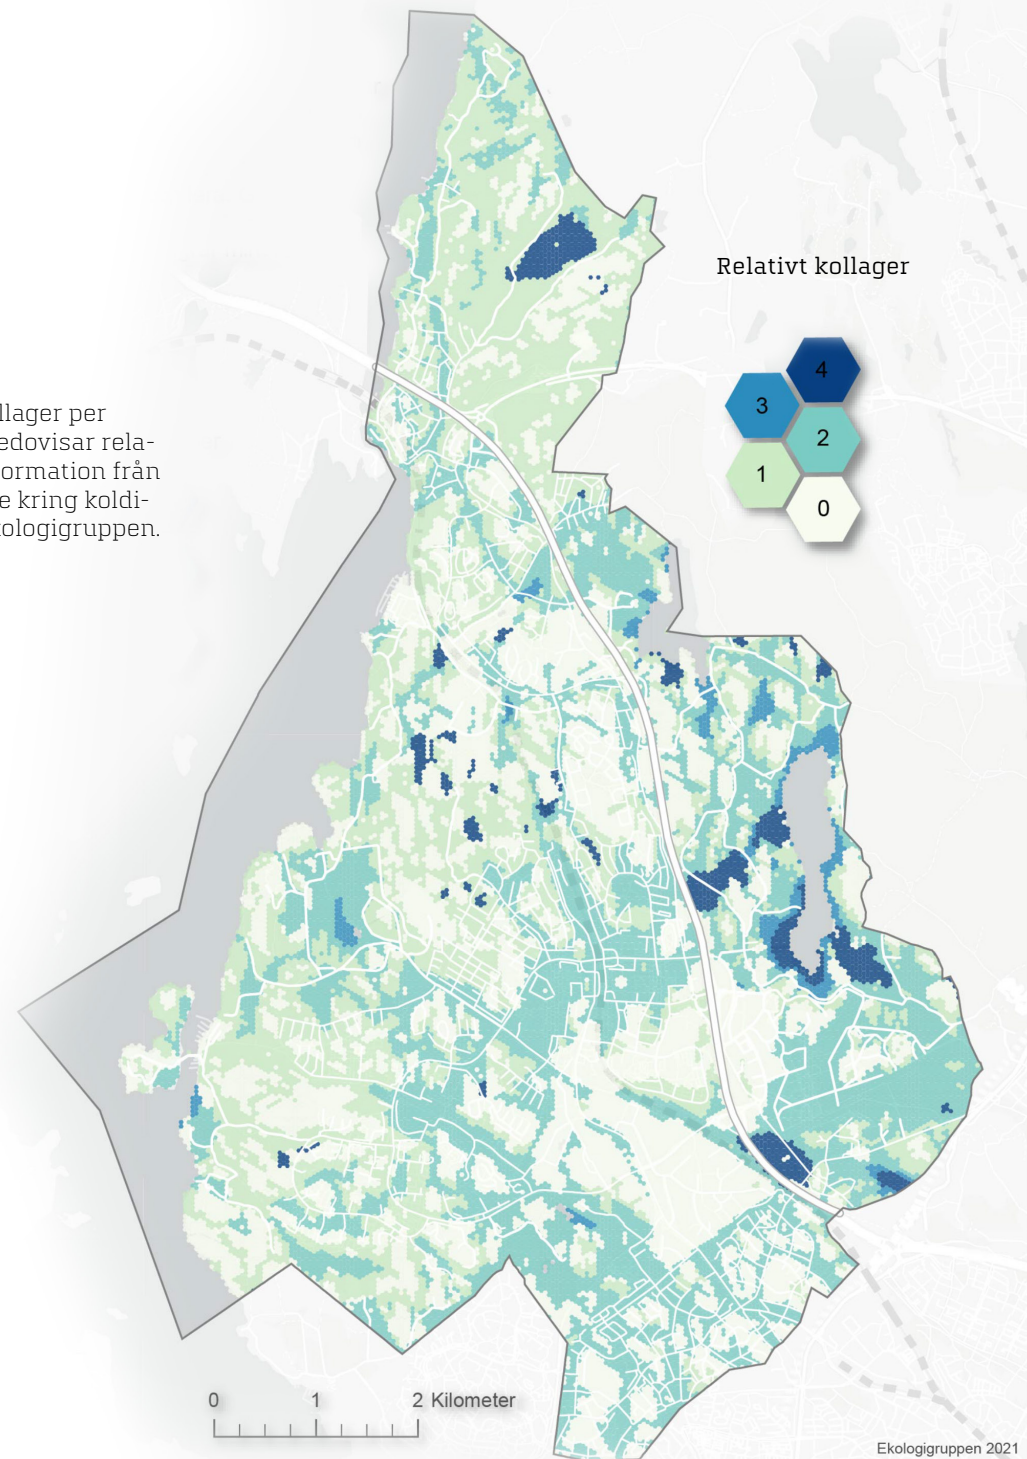 Relativt kollager
4
3
2
1
0
llager per
edovisar rela-
ormation från
e kring koldi-
kologigruppen.
0 1 2 Kilometer
Ekologigruppen 2021